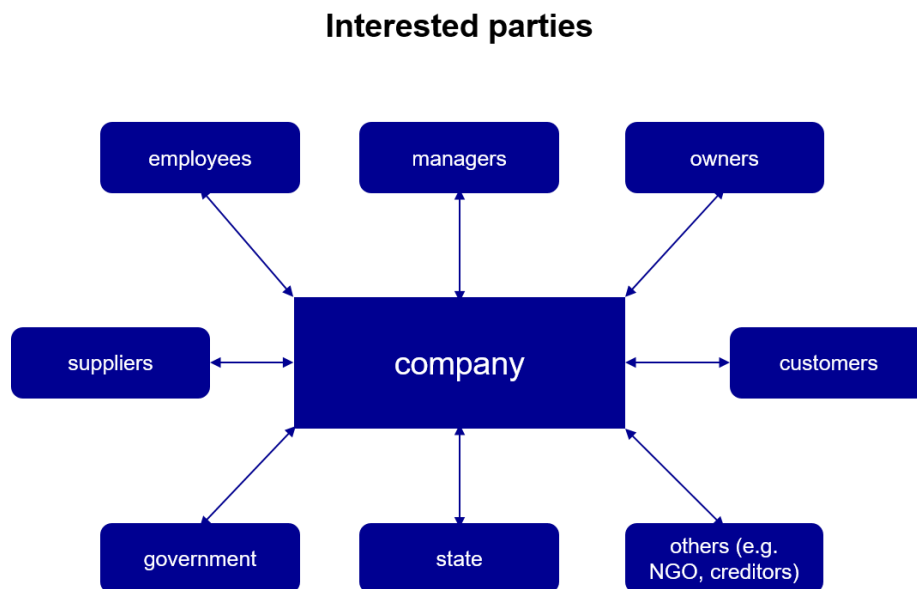 Interested parties
employees
managers
owners
suppliers
company
customers
government
state
others (e.g.
NGO, creditors)